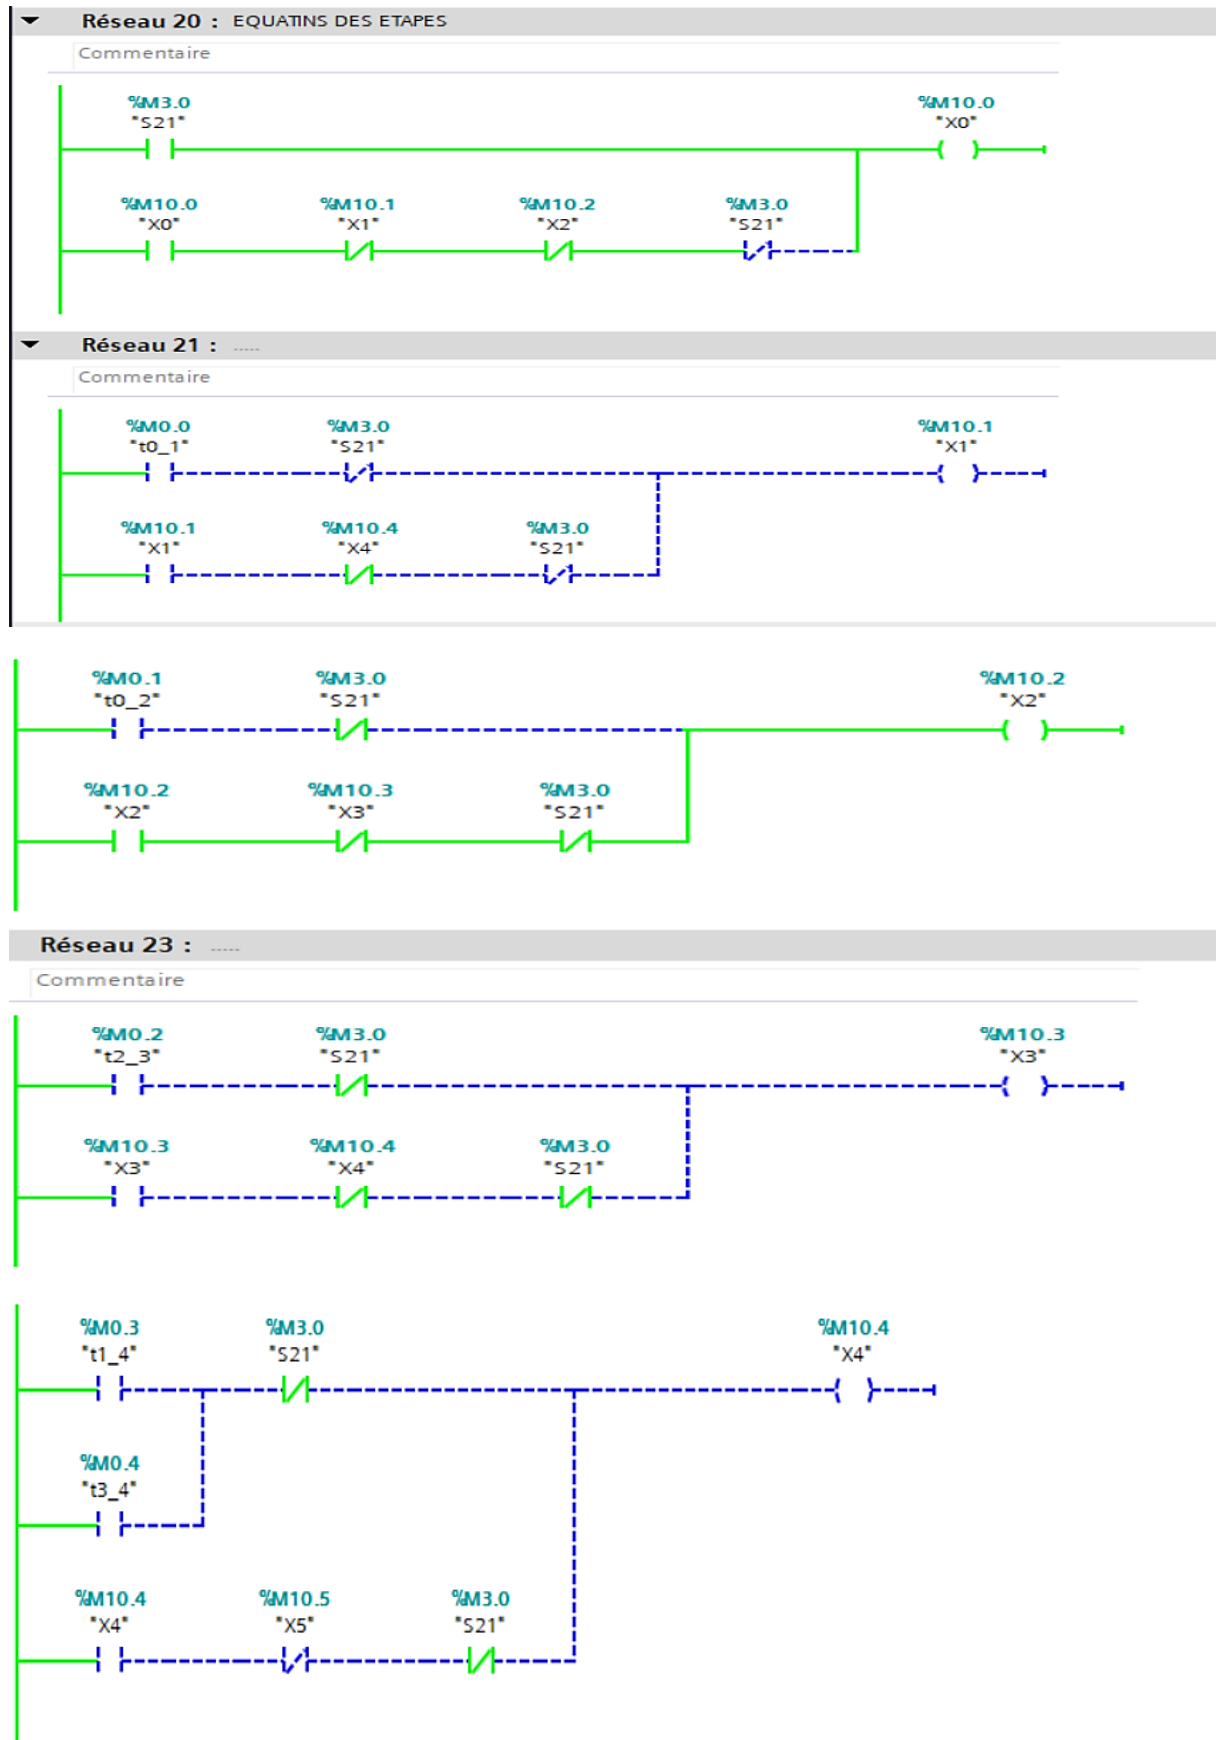 Réseau 20 : EQUATINS DES ETAPES
Commentaire
%M3.0 %M10.0
"S21" "X0"
%M10.0 %M10.1 %M10.2 %M3.0
"X0" "X1" "X2" "S21"
Réseau 21 : .....
Commentaire
%M0.0 %M3.0 %M10.1
"t0_1" "S21" "X1"
%M10.1 %M10.4 %M3.0
"X1" "X4" "S21"
%M0.1 %M3.0 %M10.2
"t0_2" "S21" "X2"
%M10.2 %M10.3 %M3.0
"X2" "X3" "S21"
Réseau 23 : .....
Commentaire
%M0.2 %M3.0 %M10.3
"t2_3" "S21" "X3"
%M10.3 %M10.4 %M3.0
"X3" "X4" "S21"
%M0.3 %M3.0 %M10.4
"t1_4" "S21" "X4"
%M0.4
"t3_4"
%M10.4 %M10.5 %M3.0
"X4" "X5" "S21"